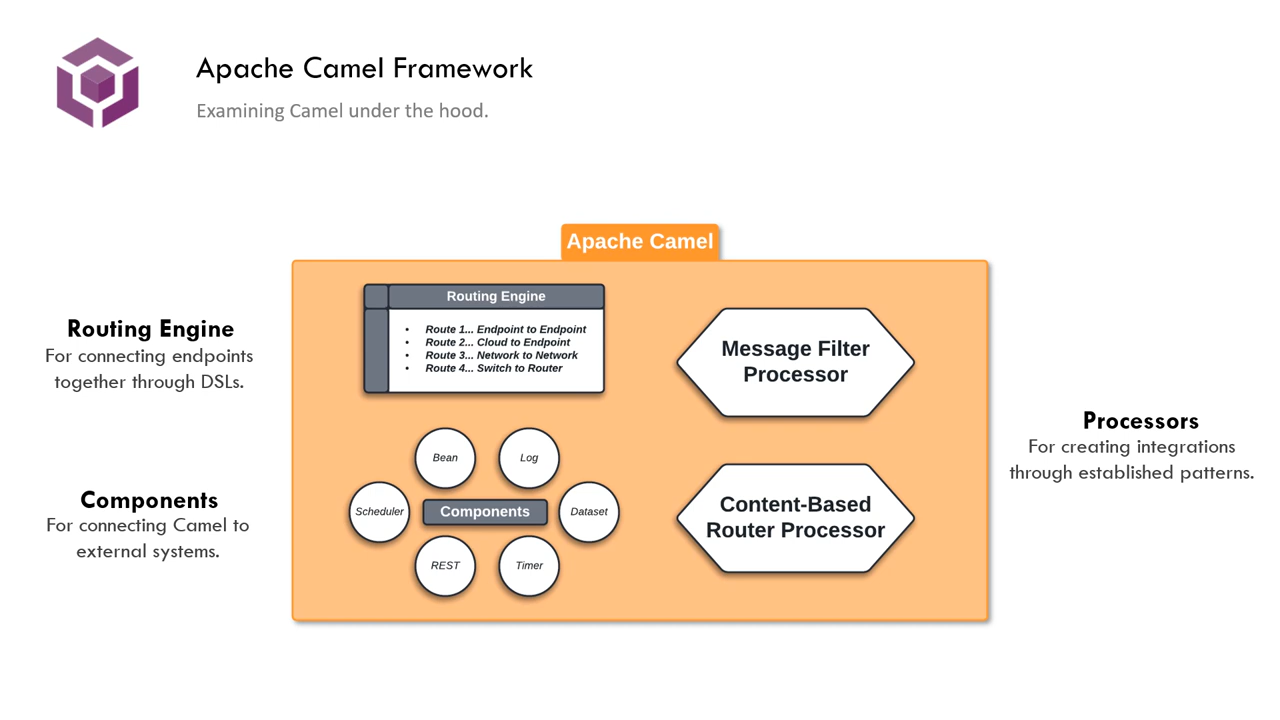 Apache Camel Framework
Examining Camel under the hood.
Apache Camel
Routing Engine
For connecting endpoints
together through DSLs.
Components
For connecting Camel to
external systems.
Routing Engine
• Route 1... Endpoint to Endpoint
• Route 2... Cloud to Endpoint
• Route 3... Network to Network
• Route 4... Switch to Router
Bean
Log
Scheduler
Components
Dataset
REST
Timer
Message Filter
Processor
Content-Based
Router Processor
Processors
For creating integrations
through established patterns.